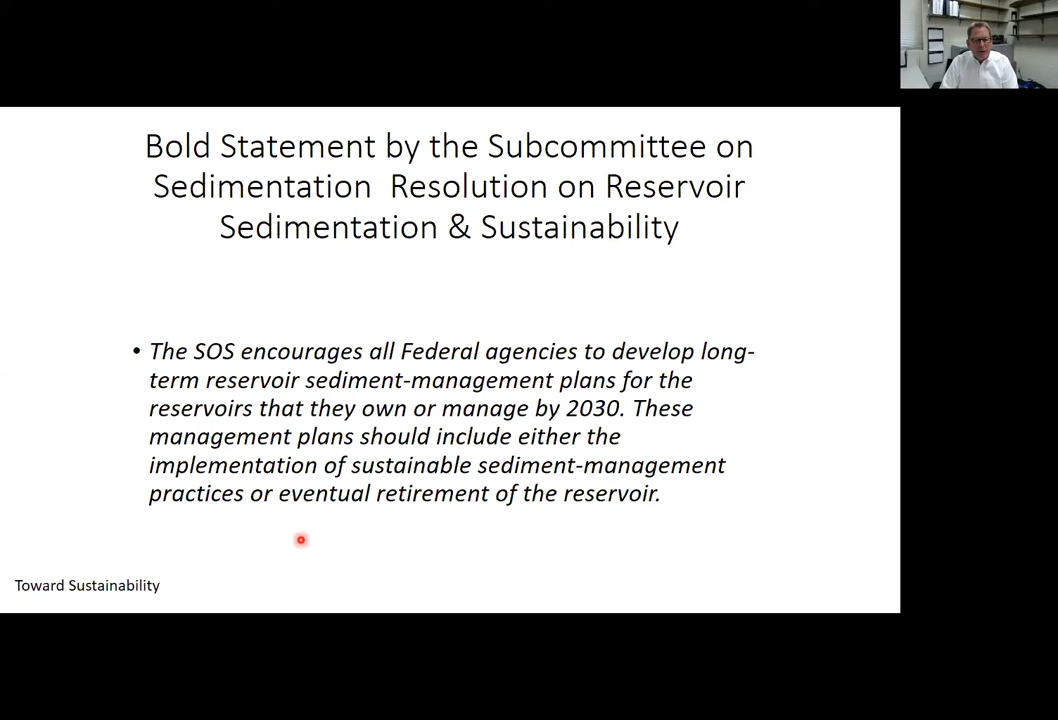 Bold Statement by the Subcommittee on
Sedimentation  Resolution on Reservoir
Sedimentation & Sustainability
• The SOS encourages all Federal agencies to develop long-
term reservoir sediment-management plans for the
reservoirs that they own or manage by 2030. These
management plans should include either the
implementation of sustainable sediment-management
practices or eventual retirement of the reservoir.
Toward Sustainability